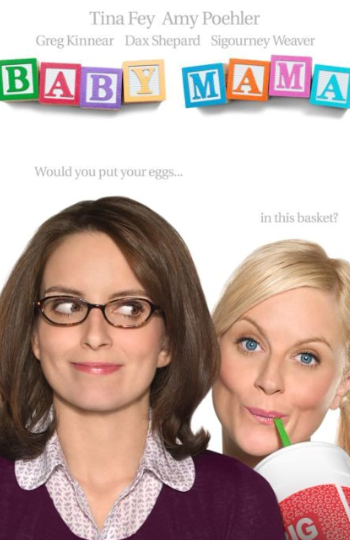 Tina Fey Amy Poehler
Greg Kinnear Dax Shepard Sigourney Weaver
BABY MAMA
Would you put your eggs...
in this basket?